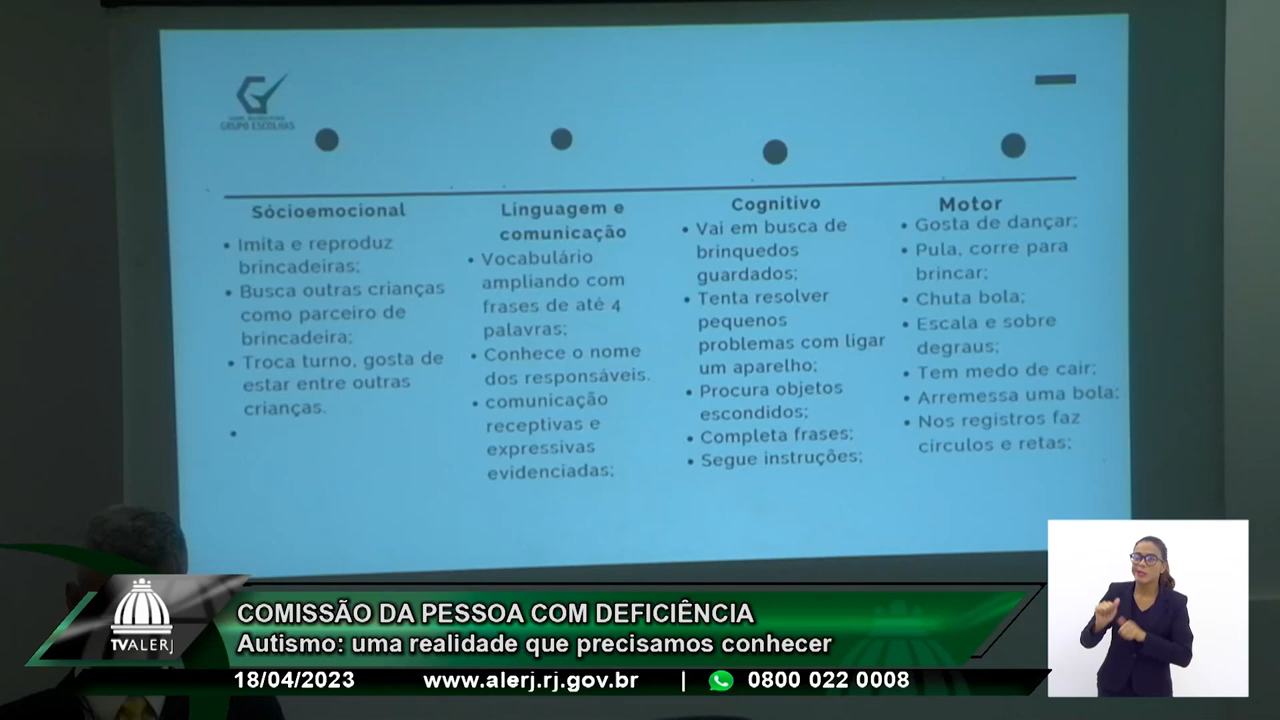 GRUPO ESCOLHAS
Sócioemocional
• Imita e reproduz
brincadeiras;
• Busca outras crianças
como parceiro de
brincadeira;
• Troca turno, gosta de
estar entre outras
crianças.
•
Linguagem e
comunicação
• Vocabulário
ampliando com
frases de até 4
palavras;
• Conhece o nome
dos responsáveis.
• comunicação
receptivas e
expressivas
evidenciadas;
Cognitivo
• Vai em busca de
brinquedos
guardados;
• Tenta resolver
pequenos
problemas com ligar
um aparelho;
• Procura objetos
escondidos;
• Completa frases;
• Segue instruções;
Motor
• Gosta de dançar;
• Pula, corre para
brincar;
• Chuta bola;
• Escala e sobre
degraus;
• Tem medo de cair;
• Arremessa uma bola;
• Nos registros faz
circulos e retas;
TVALERJ
COMISSÃO DA PESSOA COM DEFICIÊNCIA
Autismo: uma realidade que precisamos conhecer
18/04/2023 www.alerj.rj.gov.br | 0800 022 0008